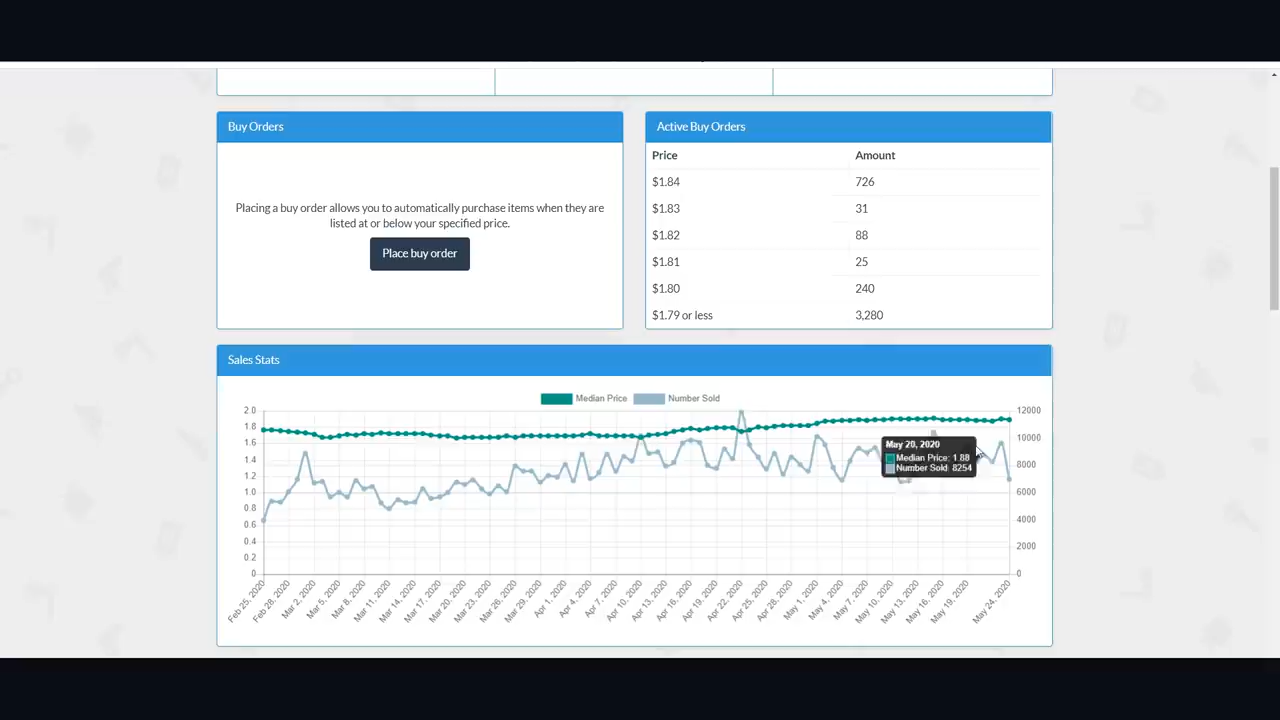 Buy Orders
Placing a buy order allows you to automatically purchase items when they are
listed at or below your specified price.
Place buy order
Active Buy Orders
Price Amount
$1.84 726
$1.83 31
$1.82 88
$1.81 25
$1.80 240
$1.79 or less 3,280
Sales Stats
Median Price Number Sold
2.0 12000
1.8
1.6 10000
1.4
1.2 8000
1.0 6000
0.8
0.6 4000
0.4
0.2 2000
0 0
May 20, 2020
Median Price: 1.88
Number Sold: 8254
Feb 25, 2020
Feb 28, 2020
Mar 2, 2020
Mar 5, 2020
Mar 8, 2020
Mar 11, 2020
Mar 14, 2020
Mar 17, 2020
Mar 20, 2020
Mar 23, 2020
Mar 26, 2020
Mar 29, 2020
Apr 1, 2020
Apr 4, 2020
Apr 7, 2020
Apr 10, 2020
Apr 13, 2020
Apr 16, 2020
Apr 19, 2020
Apr 22, 2020
Apr 25, 2020
Apr 28, 2020
May 1, 2020
May 4, 2020
May 7, 2020
May 10, 2020
May 13, 2020
May 16, 2020
May 19, 2020
May 24, 2020